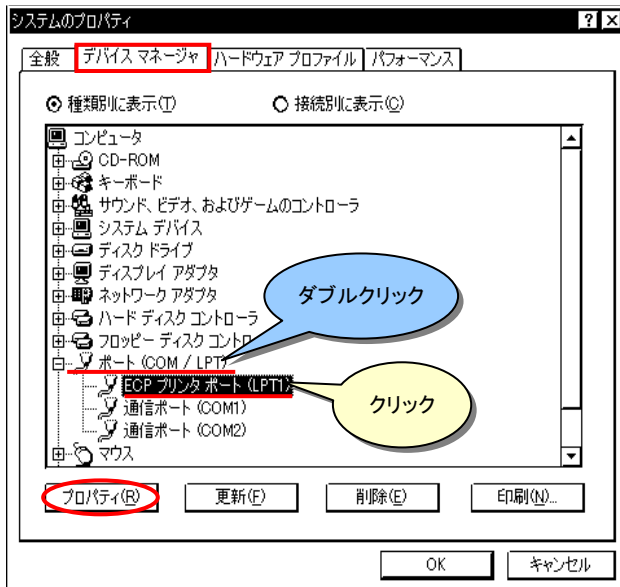 システムのプロパティ
? ×
全般 デバイス マネージャ ハードウェア プロファイル パフォーマンス
種類別に表示(T) 接続別に表示(C)
コンピュータ
CD-ROM
キーボード
サウンド、ビデオ、およびゲームのコントローラ
システム デバイス
ディスク ドライブ
ディスプレイ アダプタ
ネットワーク アダプタ
ダブルクリック
ハード ディスク コントローラ
フロッピー ディスク コントロ
ポート (COM / LPT)
ECP プリンタ ポート (LPT1)
クリック
通信ポート (COM1)
通信ポート (COM2)
マウス
プロパティ(R) 更新(F) 削除(E) 印刷(N)...
OK キャンセル